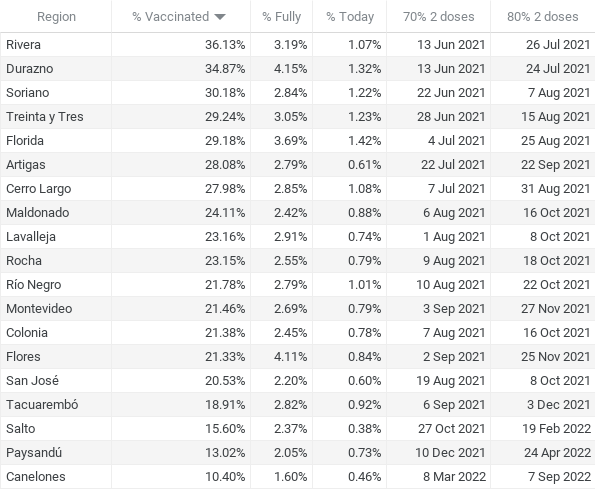 Region % Vaccinated % Fully % Today 70% 2 doses 80% 2 doses
Rivera 36.13% 3.19% 1.07% 13 Jun 2021 26 Jul 2021
Durazno 34.87% 4.15% 1.32% 13 Jun 2021 24 Jul 2021
Soriano 30.18% 2.84% 1.22% 22 Jun 2021 7 Aug 2021
Treinta y Tres 29.24% 3.05% 1.23% 28 Jun 2021 15 Aug 2021
Florida 29.18% 3.69% 1.42% 4 Jul 2021 25 Aug 2021
Artigas 28.08% 2.79% 0.61% 22 Jul 2021 22 Sep 2021
Cerro Largo 27.98% 2.85% 1.08% 7 Jul 2021 31 Aug 2021
Maldonado 24.11% 2.42% 0.88% 6 Aug 2021 16 Oct 2021
Lavalleja 23.16% 2.91% 0.74% 1 Aug 2021 8 Oct 2021
Rocha 23.15% 2.55% 0.79% 9 Aug 2021 18 Oct 2021
Río Negro 21.78% 2.79% 1.01% 10 Aug 2021 22 Oct 2021
Montevideo 21.46% 2.69% 0.79% 3 Sep 2021 27 Nov 2021
Colonia 21.38% 2.45% 0.78% 7 Aug 2021 16 Oct 2021
Flores 21.33% 4.11% 0.84% 2 Sep 2021 25 Nov 2021
San José 20.53% 2.20% 0.60% 19 Aug 2021 8 Oct 2021
Tacuarembó 18.91% 2.82% 0.92% 6 Sep 2021 3 Dec 2021
Salto 15.60% 2.37% 0.38% 27 Oct 2021 19 Feb 2022
Paysandú 13.02% 2.05% 0.73% 10 Dec 2021 24 Apr 2022
Canelones 10.40% 1.60% 0.46% 8 Mar 2022 7 Sep 2022